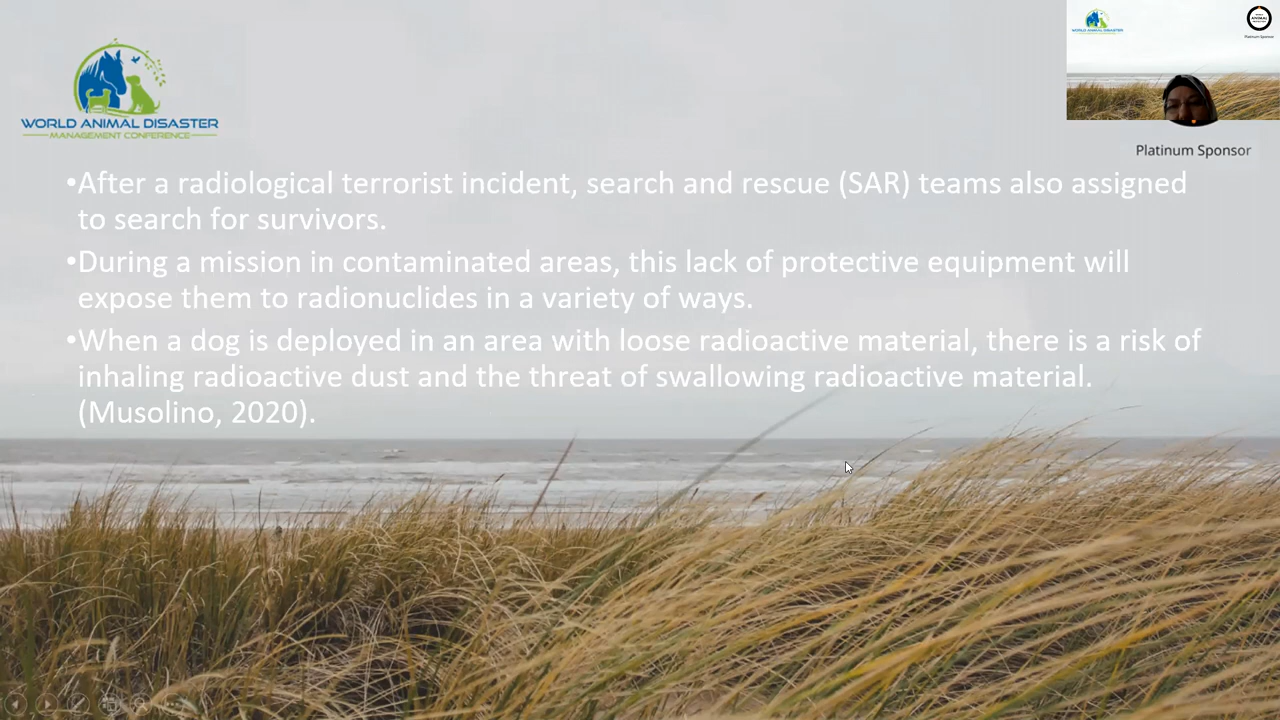 WORLD ANIMAL DISASTER
MANAGEMENT CONFERENCE
Platinum Sponsor
•After a radiological terrorist incident, search and rescue (SAR) teams also assigned
to search for survivors.
•During a mission in contaminated areas, this lack of protective equipment will
expose them to radionuclides in a variety of ways.
•When a dog is deployed in an area with loose radioactive material, there is a risk of
inhaling radioactive dust and the threat of swallowing radioactive material.
(Musolino, 2020).